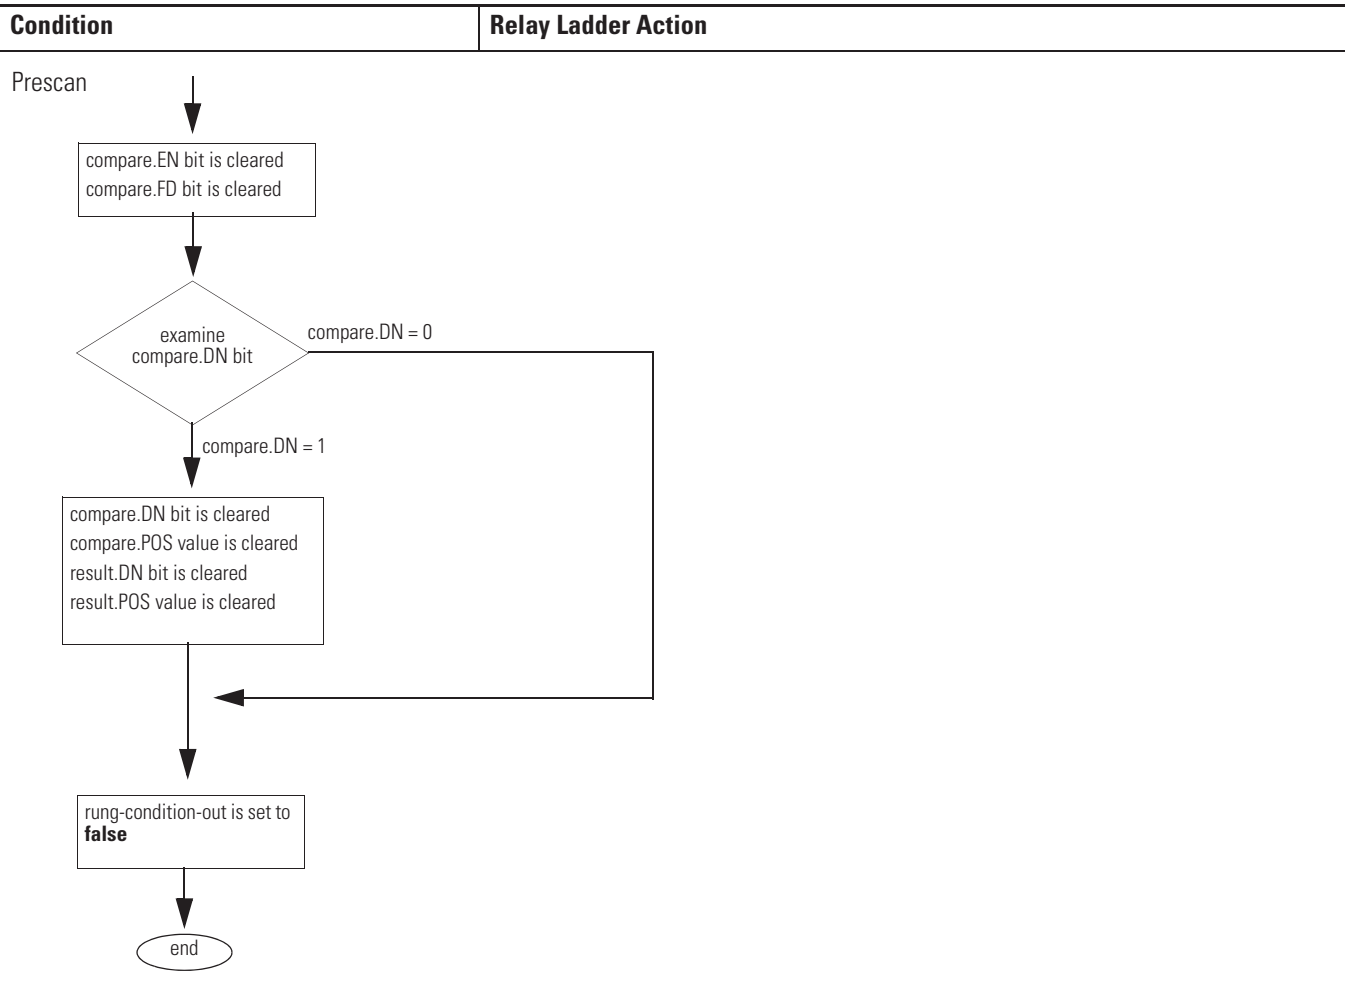 Condition
Relay Ladder Action
Prescan
compare.EN bit is cleared
compare.FD bit is cleared
examine
compare.DN bit
compare.DN = 0
compare.DN = 1
compare.DN bit is cleared
compare.POS value is cleared
result.DN bit is cleared
result.POS value is cleared
rung-condition-out is set to
false
end